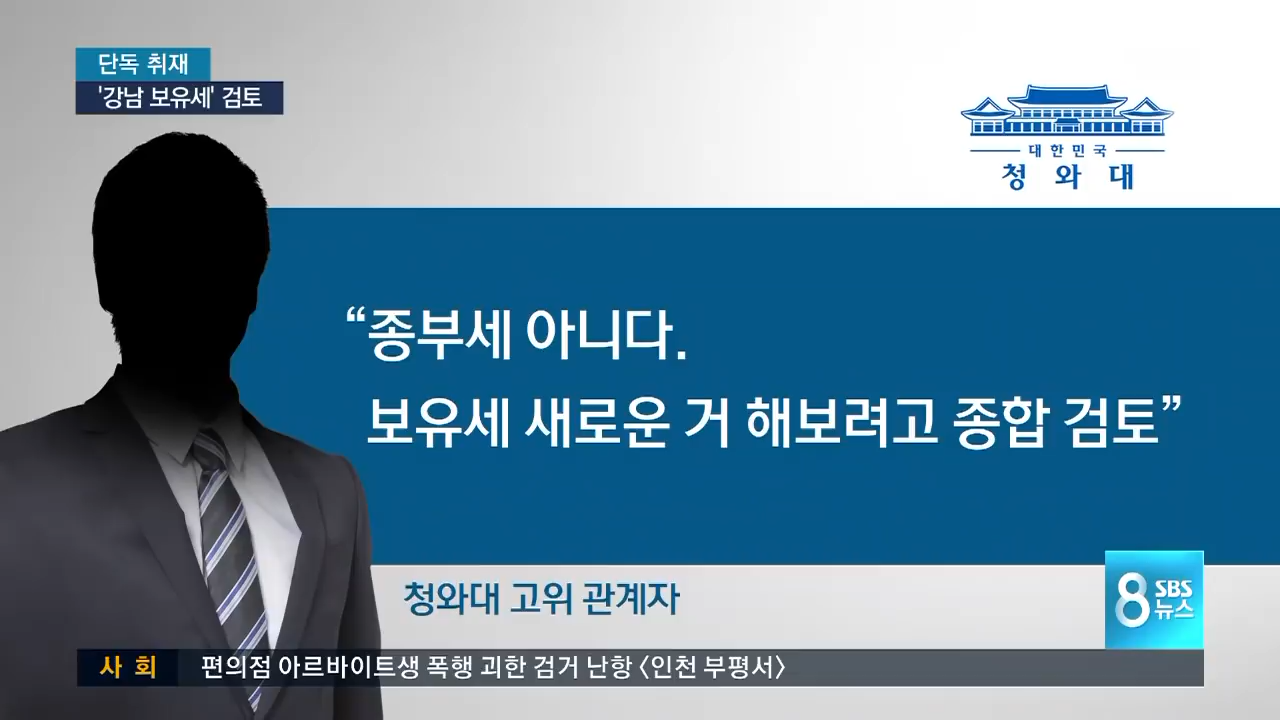 단독 취재
'강남 보유세' 검토
대한민국
청와대
“종부세 아니다.
보유세 새로운 거 해보려고 종합 검토”
청와대 고위 관계자
8 SBS 뉴스
사 회 편의점 아르바이트생 폭행 괴한 검거 난항 〈인천 부평서〉